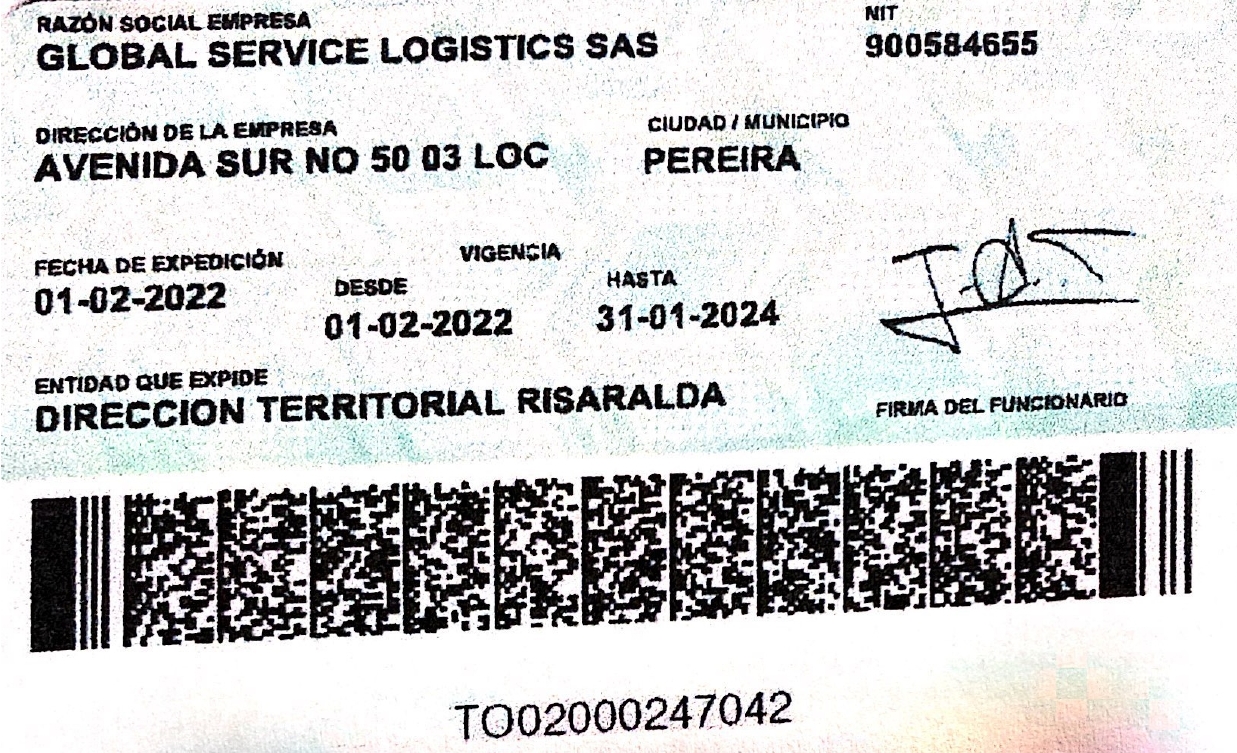 RAZÓN SOCIAL EMPRESA NIT
GLOBAL SERVICE LOGISTICS SAS 900584655
DIRECCIÓN DE LA EMPRESA CIUDAD / MUNICIPIO
AVENIDA SUR NO 50 03 LOC PEREIRA
FECHA DE EXPEDICIÓN VIGENCIA
DESDE HASTA
01-02-2022 01-02-2022 31-01-2024
ENTIDAD QUE EXPIDE
DIRECCION TERRITORIAL RISARALDA
FIRMA DEL FUNCIONARIO
TO02000247042